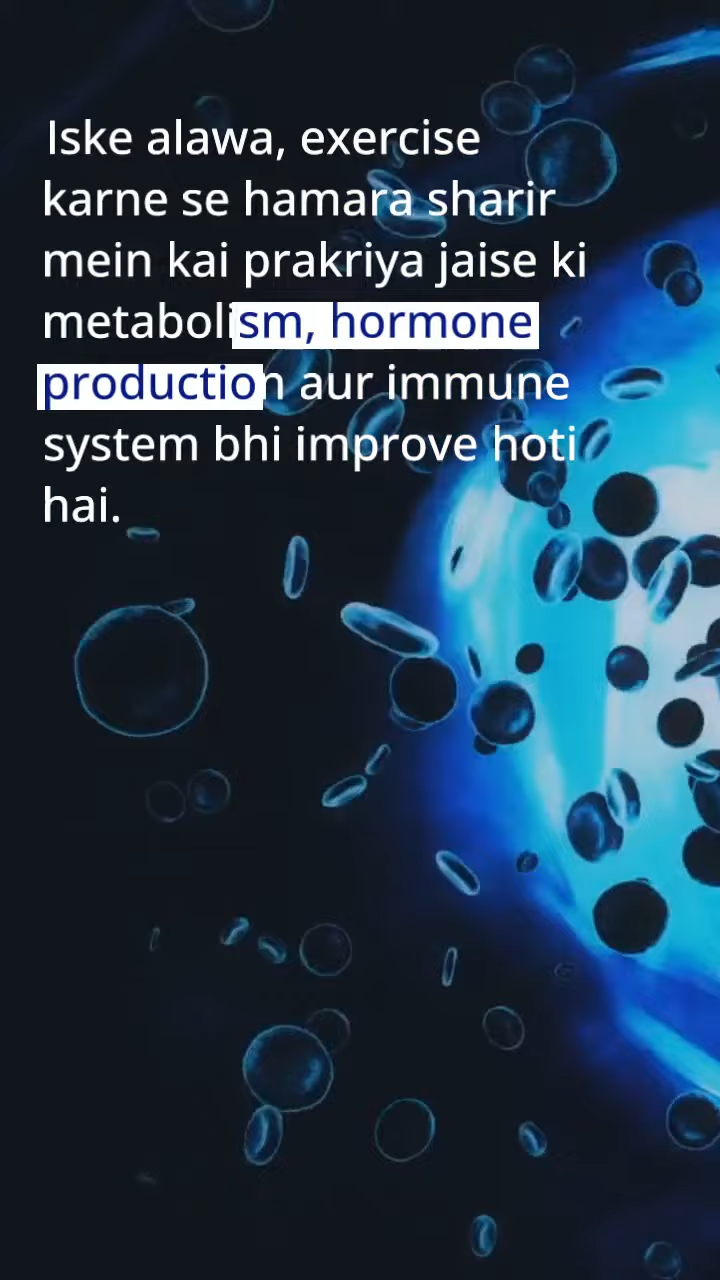 Iske alawa, exercise
karne se hamara sharir
mein kai prakriya jaise ki
metabolism, hormone
production aur immune
system bhi improve hoti
hai.